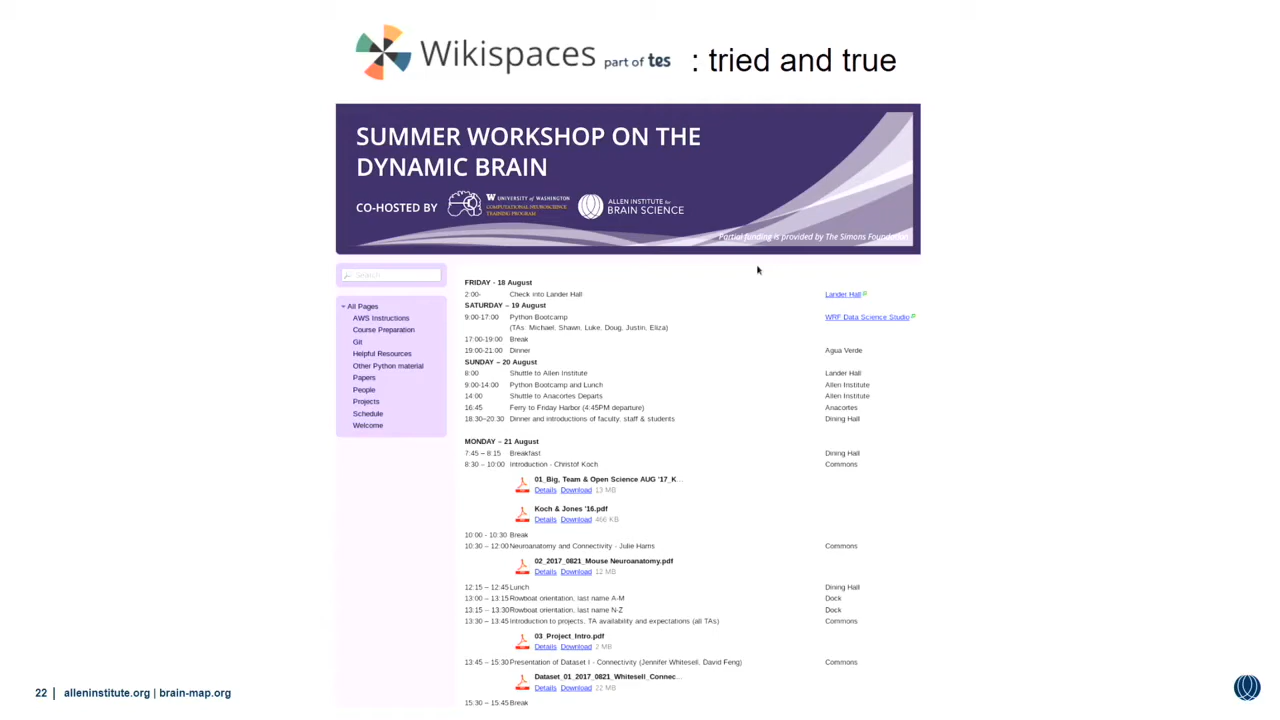 Wikispaces part of tes : tried and true
SUMMER WORKSHOP ON THE
DYNAMIC BRAIN
CO-HOSTED BY
UNIVERSITY of WASHINGTON
COMPUTATIONAL NEUROSCIENCE
TRAINING PROGRAM
ALLEN INSTITUTE for
BRAIN SCIENCE
Partial funding is provided by The Simons Foundation
Search
All Pages
AWS Instructions
Course Preparation
Git
Helpful Resources
Other Python material
Papers
People
Projects
Schedule
Welcome
FRIDAY - 18 August
2:00- Check into Lander Hall Lander Hall
SATURDAY – 19 August
9:00-17:00 Python Bootcamp WRF Data Science Studio
(TAs: Michael, Shawn, Luke, Doug, Justin, Eliza)
17:00-19:00 Break
19:00-21:00 Dinner Agua Verde
SUNDAY – 20 August
8:00 Shuttle to Allen Institute Lander Hall
9:00-14:00 Python Bootcamp and Lunch Allen Institute
14:00 Shuttle to Anacortes Departs Allen Institute
16:45 Ferry to Friday Harbor (4:45PM departure) Anacortes
18:30–20:30 Dinner and introductions of faculty, staff & students Dining Hall
MONDAY – 21 August
7:45 – 8:15 Breakfast Dining Hall
8:30 – 10:00 Introduction - Christof Koch Commons
01_Big, Team & Open Science AUG '17_K...
Details Download 13 MB
Koch & Jones '16.pdf
Details Download 466 KB
10:00 - 10:30 Break
10:30 – 12:00 Neuroanatomy and Connectivity - Julie Harris Commons
02_2017_0821_Mouse Neuroanatomy.pdf
Details Download 12 MB
12:15 – 12:45 Lunch Dining Hall
13:00 – 13:15 Rowboat orientation, last name A-M Dock
13:15 – 13:30 Rowboat orientation, last name N-Z Dock
13:30 – 13:45 Introduction to projects, TA availability and expectations (all TAs) Commons
03_Project_Intro.pdf
Details Download 2 MB
13:45 – 15:30 Presentation of Dataset I - Connectivity (Jennifer Whitesell, David Feng) Commons
Dataset_01_2017_0821_Whitesell_Connec...
Details Download 22 MB
15:30 – 15:45 Break
22 | alleninstitute.org | brain-map.org